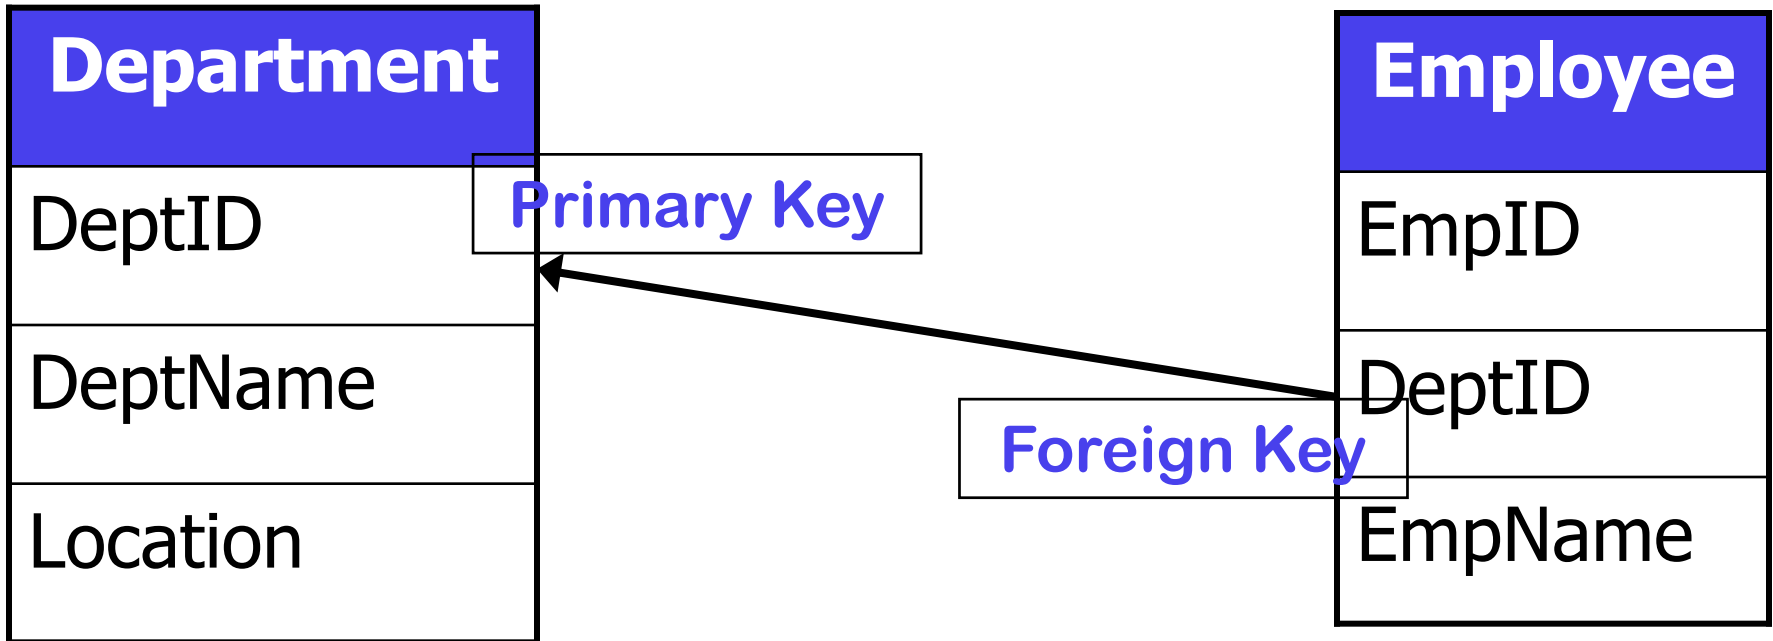 Department
DeptID
DeptName
Location
Primary Key
Foreign Key
Employee
EmpID
DeptID
EmpName